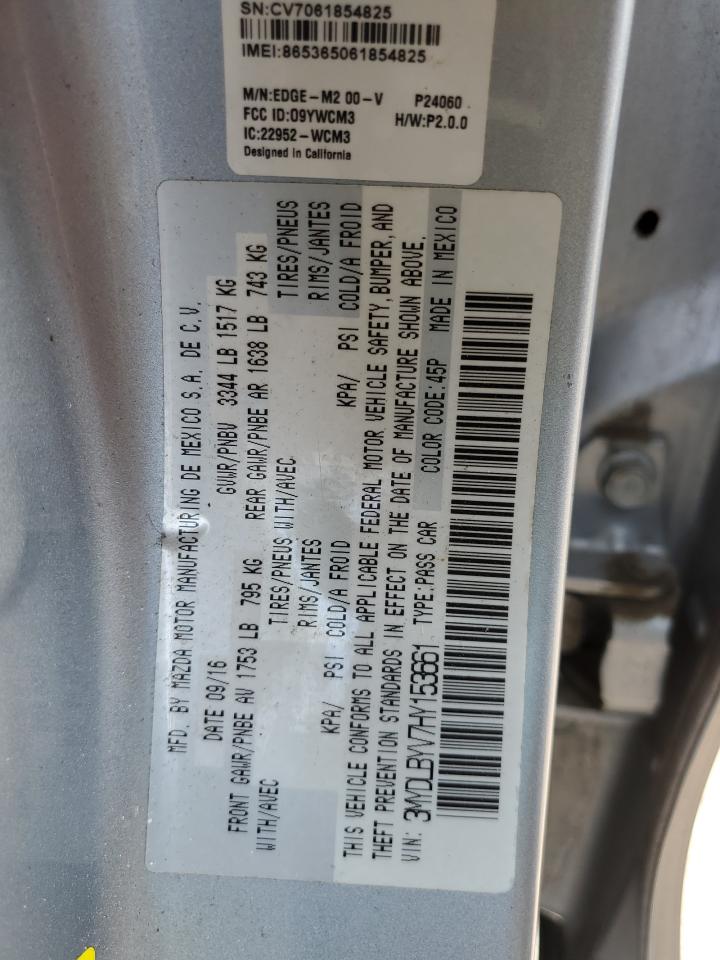 SN:CV7061854825
IMEI:865365061854825
M/N:EDGE-M2 00-V P24060
FCC ID:O9YWCM3 H/W:P2.0.0
IC:22952-WCM3
Designed in California
MFD. BY MAZDA MOTOR MANUFACTURING DE MEXICO S.A. DE C.V.
DATE 09/16 GVWR/PNBV 3344 LB 1517 KG
FRONT GAWR/PNBE AV 1753 LB 795 KG REAR GAWR/PNBE AR 1638 LB 743 KG
WITH/AVEC TIRES/PNEUS WITH/AVEC TIRES/PNEUS
RIMS/JANTES RIMS/JANTES
KPA/ PSI COLD/A FROID KPA/ PSI COLD/A FROID
THIS VEHICLE CONFORMS TO ALL APPLICABLE FEDERAL MOTOR VEHICLE SAFETY, BUMPER, AND
THEFT PREVENTION STANDARDS IN EFFECT ON THE DATE OF MANUFACTURE SHOWN ABOVE.
VIN: 3MYDLBYV7HY153661 TYPE:PASS CAR COLOR CODE:45P MADE IN MEXICO